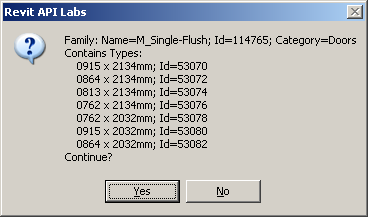 Revit API Labs
Family: Name=M_Single-Flush; Id=114765; Category=Doors
Contains Types:
0915 x 2134mm; Id=53070
0864 x 2134mm; Id=53072
0813 x 2134mm; Id=53074
0762 x 2134mm; Id=53076
0762 x 2032mm; Id=53078
0915 x 2032mm; Id=53080
0864 x 2032mm; Id=53082
Continue?
Yes No